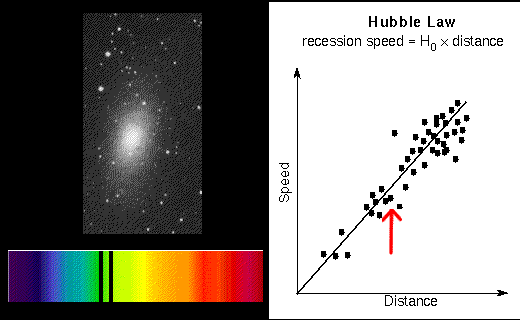 Hubble Law
recession speed = H₀ × distance
Speed
Distance